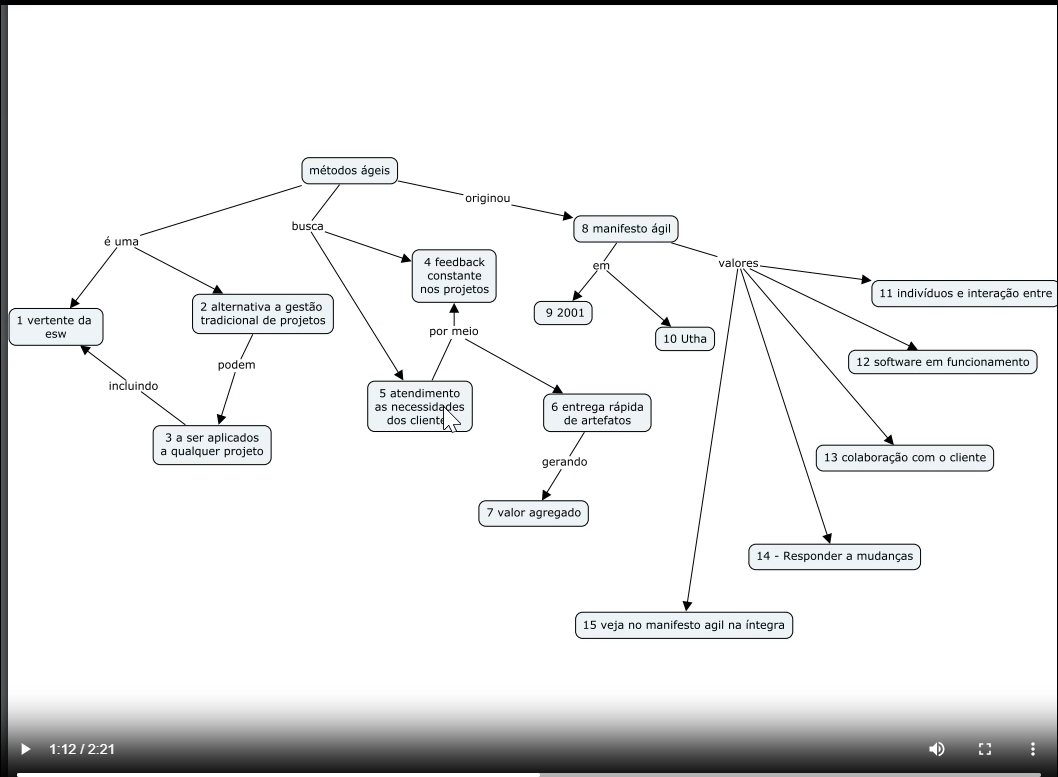 métodos ágeis
originou
busca
é uma
8 manifesto ágil
valores
em
4 feedback
constante
nos projetos
11 indivíduos e interação entre
1 vertente da
esw
2 alternativa a gestão
tradicional de projetos
9 2001
por meio
10 Utha
12 software em funcionamento
podem
incluindo
5 atendimento
as necessidades
dos cliente
6 entrega rápida
de artefatos
3 a ser aplicados
a qualquer projeto
13 colaboração com o cliente
gerando
7 valor agregado
14 - Responder a mudanças
15 veja no manifesto agil na íntegra
1:12 / 2:21